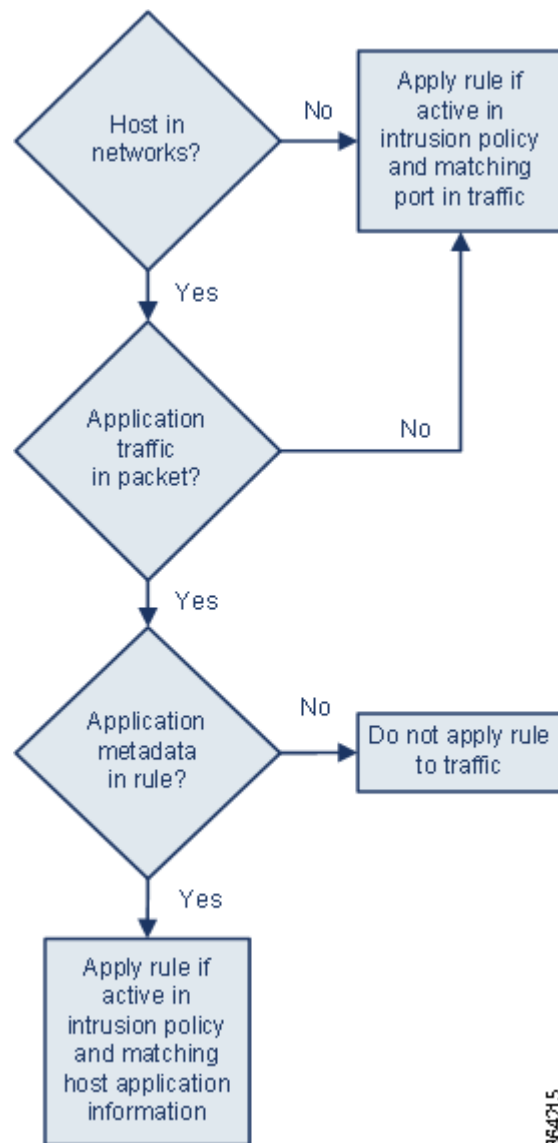 Host in
networks?
No
Apply rule if
active in
intrusion policy
and matching
port in traffic
Yes
Application
traffic
in packet?
No
Yes
Application
metadata
in rule?
No
Do not apply rule
to traffic
Yes
Apply rule if
active in
intrusion policy
and matching
host application
information